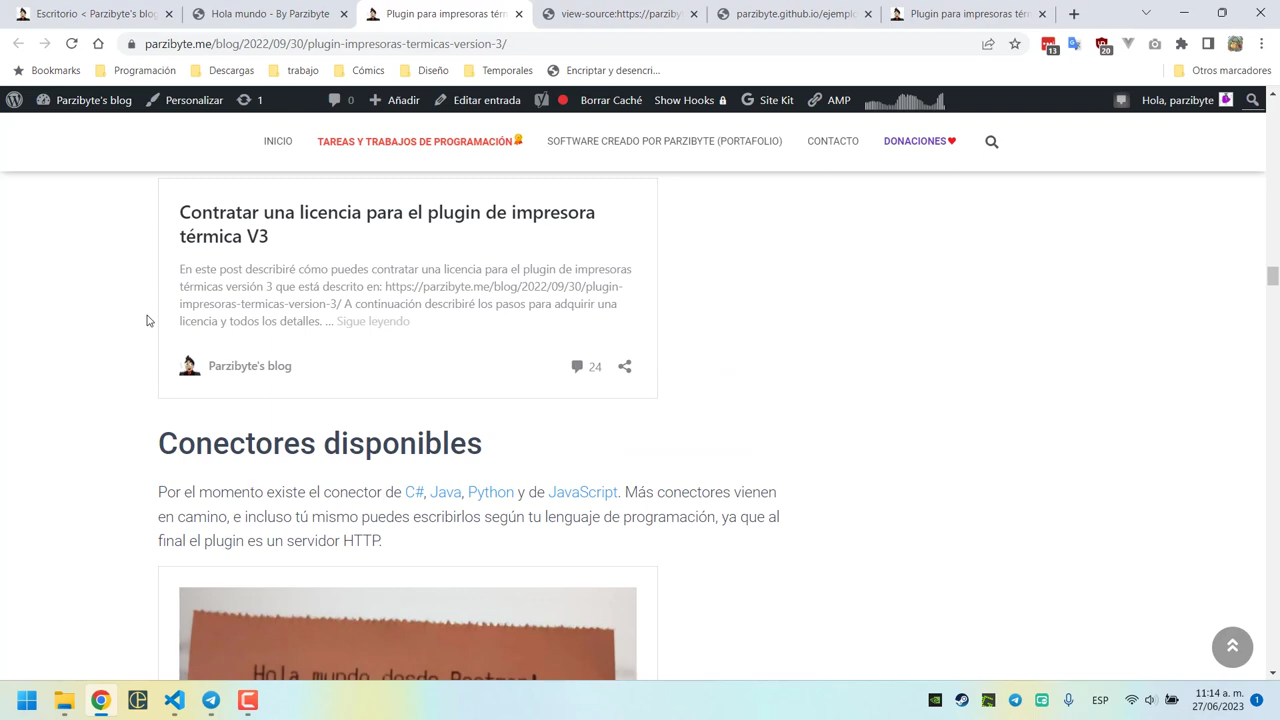 Escritorio ‹ Parzibyte's blog
Hola mundo - By Parzibyte
Plugin para impresoras tér
view-source:https://parziby
parzibyte.github.io/ejempl
Plugin para impresoras tér
parzibyte.me/blog/2022/09/30/plugin-impresoras-termicas-version-3/
13
20
Bookmarks
Programación
Descargas
trabajo
Cómics
Diseño
Temporales
Encriptar y desencri...
Otros marcadores
Parzibyte's blog
Personalizar
1
0
Añadir
Editar entrada
Borrar Caché
Show Hooks
Site Kit
AMP
Hola, parzibyte
INICIO
TAREAS Y TRABAJOS DE PROGRAMACIÓN
SOFTWARE CREADO POR PARZIBYTE (PORTAFOLIO)
CONTACTO
DONACIONES
Contratar una licencia para el plugin de impresora
térmica V3
En este post describiré cómo puedes contratar una licencia para el plugin de impresoras
térmicas versión 3 que está descrito en: https://parzibyte.me/blog/2022/09/30/plugin-
impresoras-termicas-version-3/ A continuación describiré los pasos para adquirir una
licencia y todos los detalles. ... Sigue leyendo
Parzibyte's blog
24
Conectores disponibles
Por el momento existe el conector de C#, Java, Python y de JavaScript. Más conectores vienen
en camino, e incluso tú mismo puedes escribirlos según tu lenguaje de programación, ya que al
final el plugin es un servidor HTTP.
Hola mundo desde Postman!
ESP
11:14 a. m.
27/06/2023
1